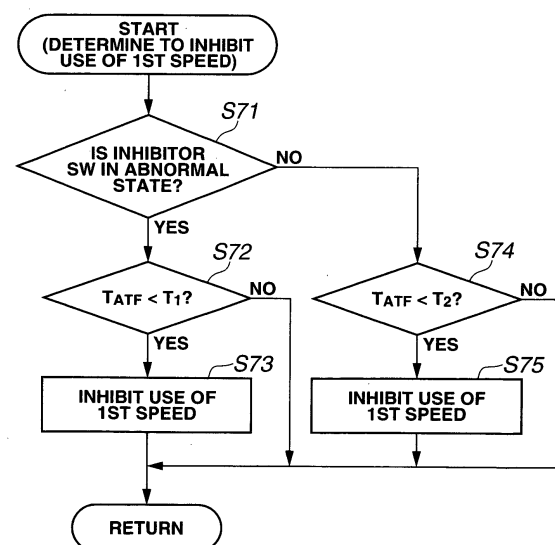 START
(DETERMINE TO INHIBIT
USE OF 1ST SPEED)
S71
IS INHIBITOR
SW IN ABNORMAL
STATE?
NO
YES
S72
TATF < T1?
NO
YES
S73
INHIBIT USE OF
1ST SPEED
S74
TATF < T2?
NO
YES
S75
INHIBIT USE OF
1ST SPEED
RETURN